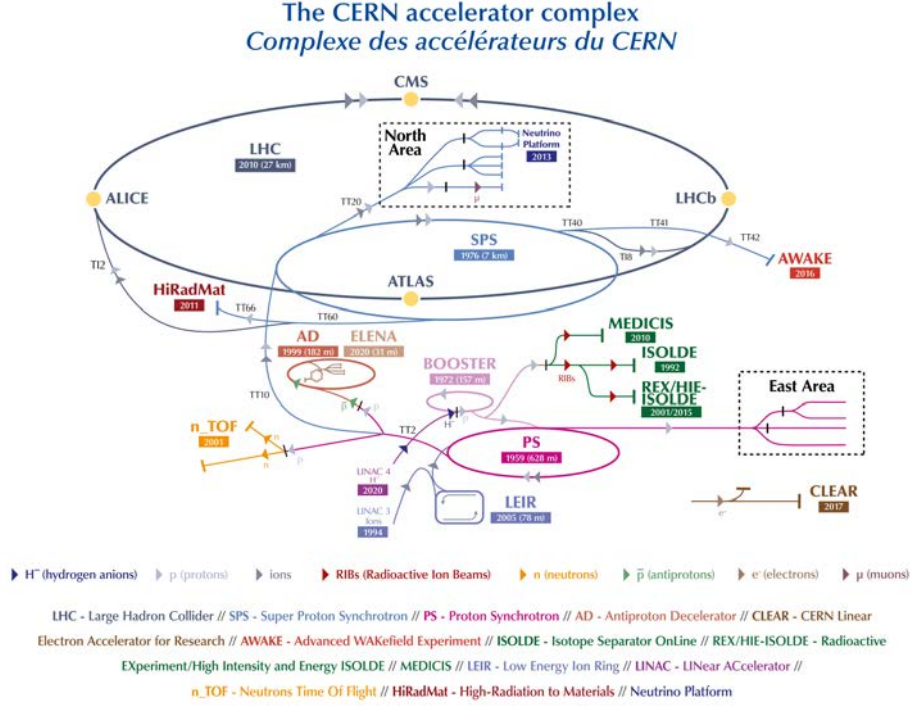 The CERN accelerator complex
Complexe des accélérateurs du CERN
CMS
LHC
2010 (27 km)
North
Area
Neutrino
Platform
2013
μ
ALICE
LHCb
TT20
TT40
TT41
TT42
SPS
1976 (7 km)
TI8
AWAKE
2016
TI2
ATLAS
HiRadMat
2011
TT66
TT60
AD
1999 (182 m)
ELENA
2020 (31 m)
MEDICIS
2010
BOOSTER
1972 (157 m)
ISOLDE
1992
RIBs
REX/HIE-
ISOLDE
2001/2015
East Area
TT10
p̅
p
H⁻
p
n_TOF
2001
n
n
p
TT2
PS
1959 (628 m)
LINAC 4
H⁻
2020
LINAC 3
Ions
1994
LEIR
2005 (78 m)
CLEAR
2017
e⁻
H⁻ (hydrogen anions)
p (protons)
ions
RIBs (Radioactive Ion Beams)
n (neutrons)
p̅ (antiprotons)
e⁻ (electrons)
μ (muons)
LHC - Large Hadron Collider // SPS - Super Proton Synchrotron // PS - Proton Synchrotron // AD - Antiproton Decelerator // CLEAR - CERN Linear
Electron Accelerator for Research // AWAKE - Advanced WAKefield Experiment // ISOLDE - Isotope Separator OnLine // REX/HIE-ISOLDE - Radioactive
EXperiment/High Intensity and Energy ISOLDE // MEDICIS // LEIR - Low Energy Ion Ring // LINAC - LINear ACcelerator //
n_TOF - Neutrons Time Of Flight // HiRadMat - High-Radiation to Materials // Neutrino Platform